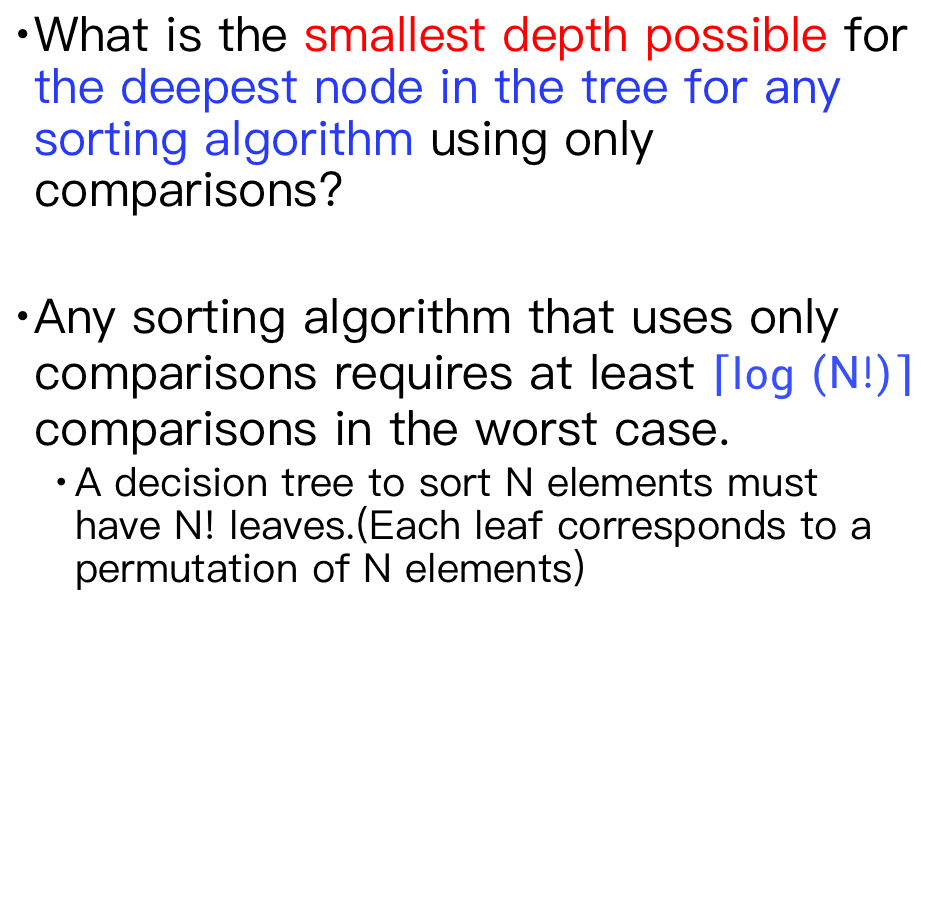 •What is the smallest depth possible for
the deepest node in the tree for any
sorting algorithm using only
comparisons?
•Any sorting algorithm that uses only
comparisons requires at least ⌈log (N!)⌉
comparisons in the worst case.
•A decision tree to sort N elements must
have N! leaves.(Each leaf corresponds to a
permutation of N elements)